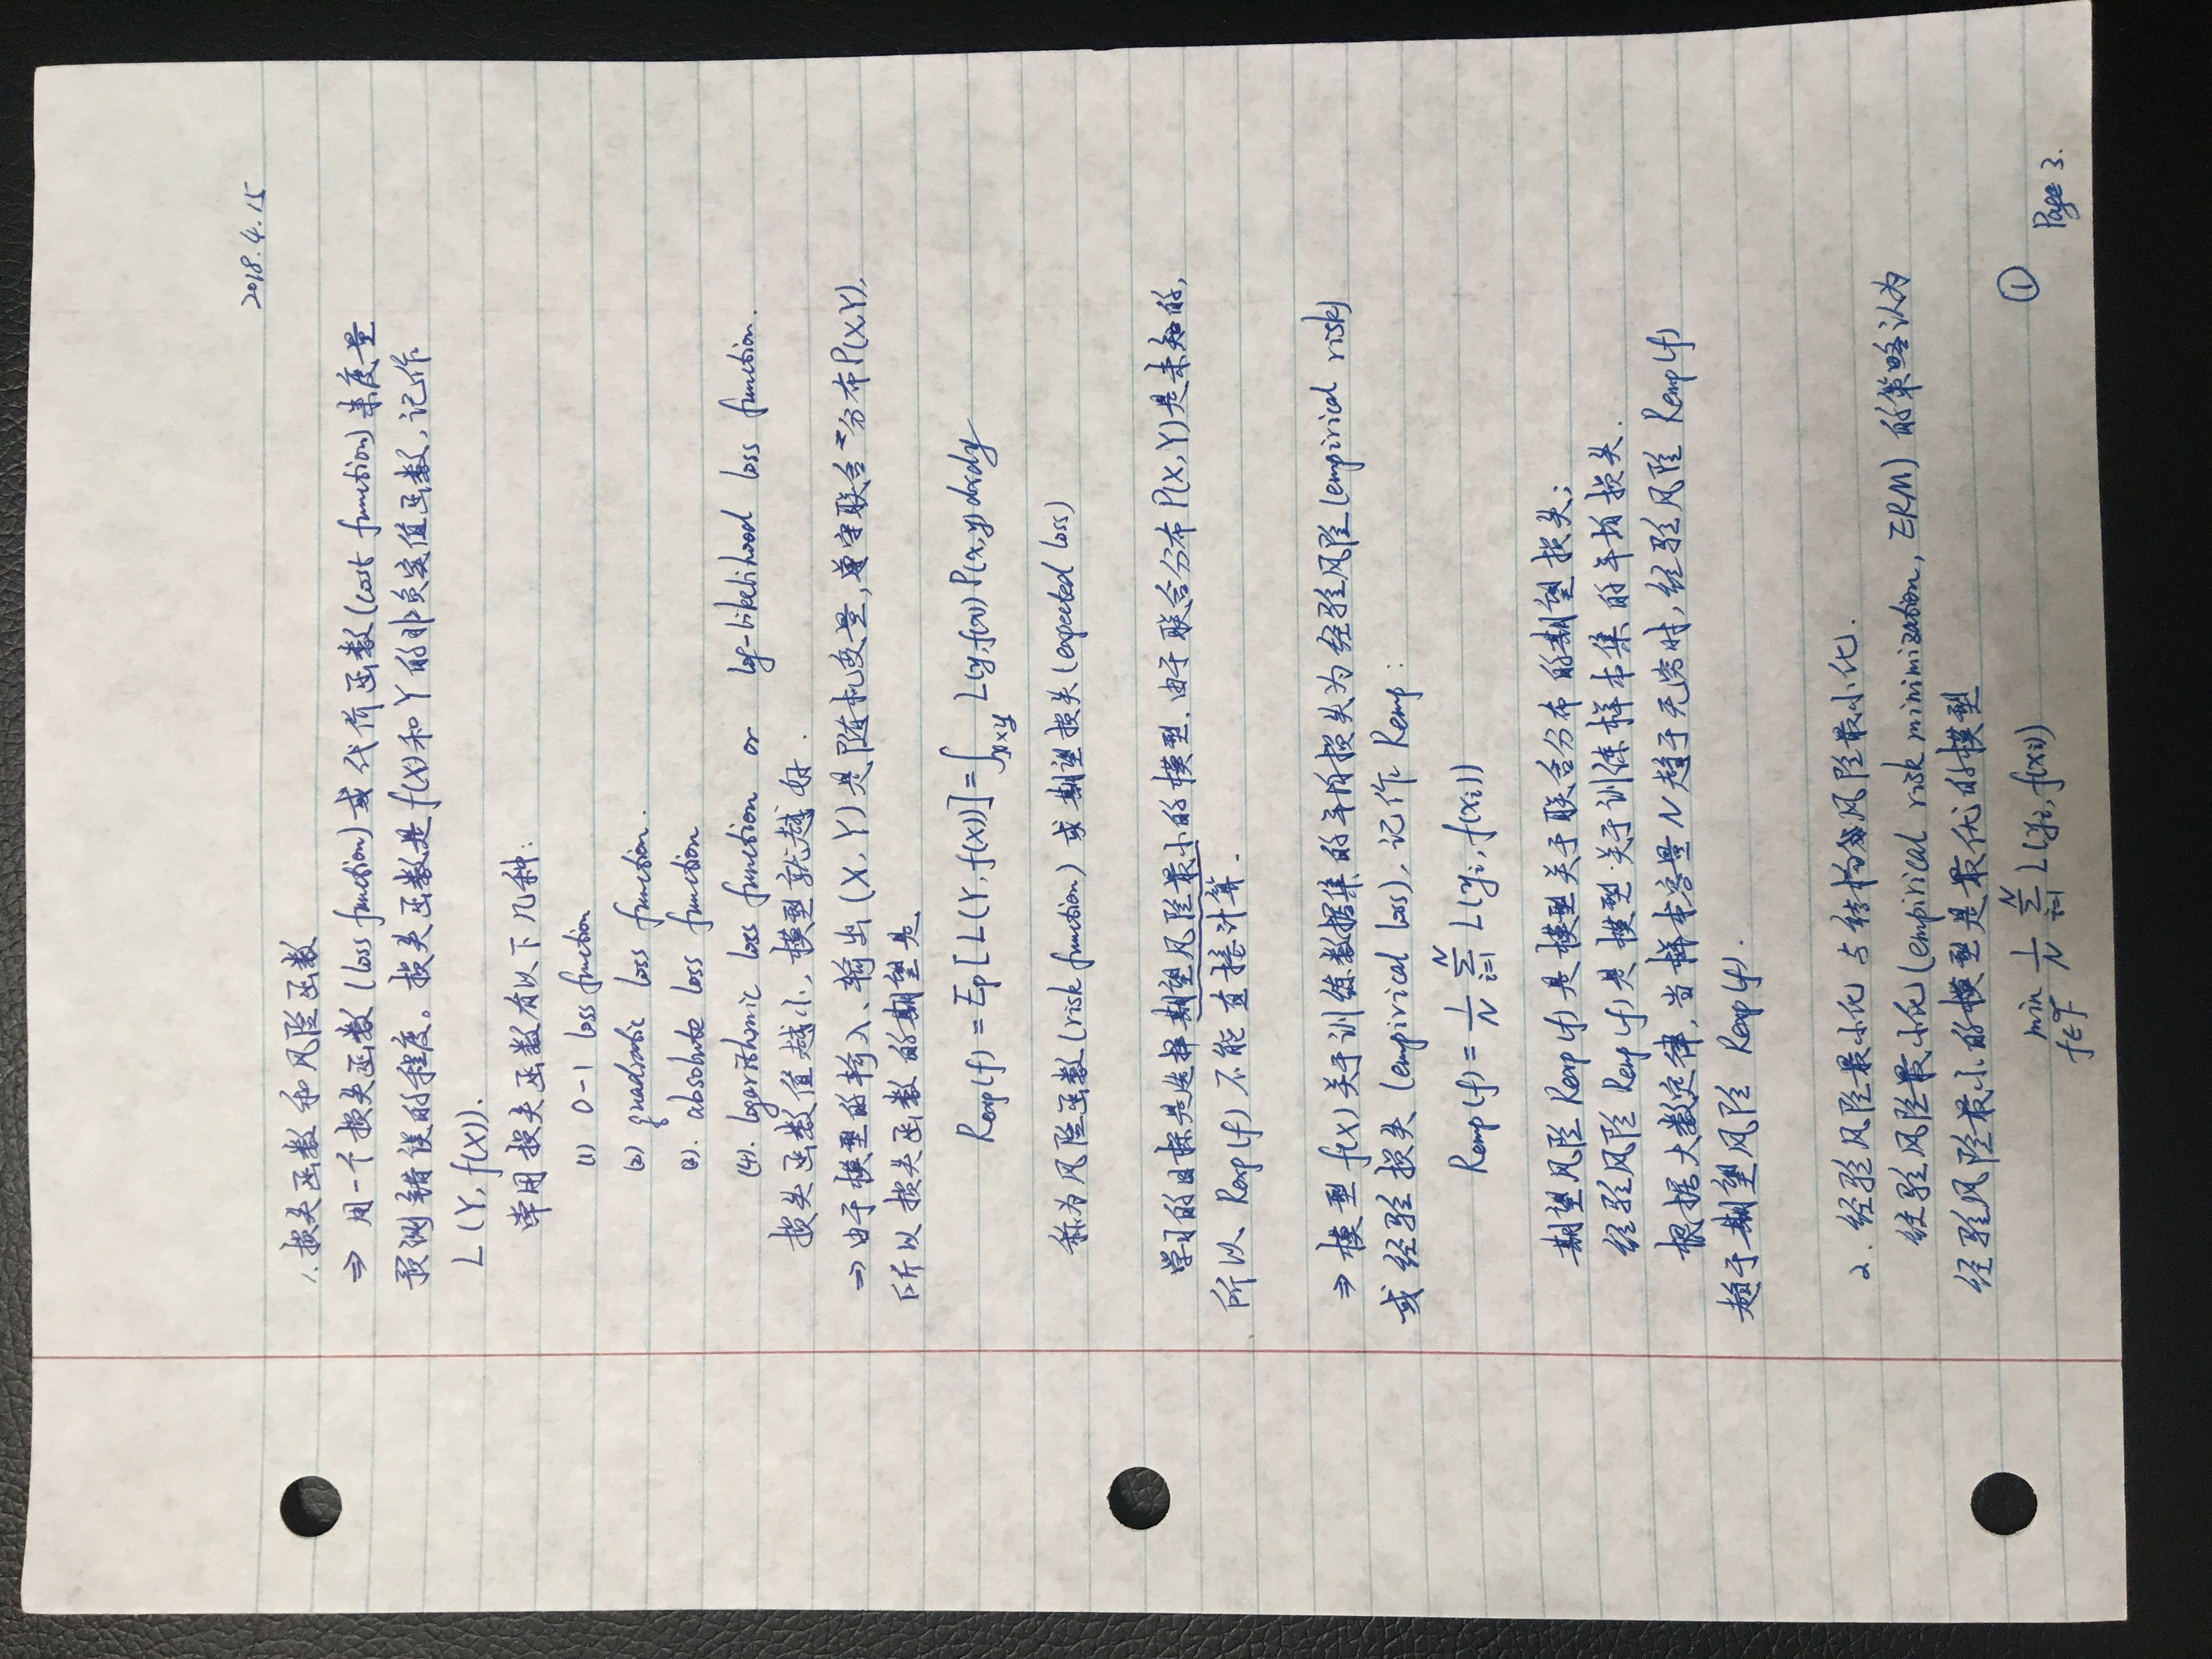 2018.4.15
1. 损失函数和风险函数
⇒ 用一个损失函数(loss function)或代价函数(cost function)来度量
预测错误的程度。损失函数是f(X)和Y的非负实值函数,记作
L(Y, f(X)).
常用损失函数有以下几种:
(1) 0-1 loss function
(2) quadratic loss function.
(3). absolute loss function
(4). logarithmic loss function or log-likelihood loss function.
损失函数值越小,模型就越好.
⇒由于模型的输入、输出(X, Y)是随机变量,遵守联合分布P(X,Y),
所以损失函数的期望是
Rexp(f) = Ep[L(Y, f(X))] = ∫x×y L(y,f(x)) P(x,y) dxdy
称为风险函数(risk function)或期望损失(expected loss)
学习的目标是选择期望风险最小的模型.由于联合分布P(X,Y)是未知的,
所以 Rexp(f) 不能直接计算.
⇒ 模型f(X)关于训练数据集的平均损失为经验风险(empirical risk)
或经验损失(empirical loss),记作 Remp:
Remp(f) = 1/N ∑_{i=1}^{N} L(yi, f(xi))
期望风险 Rexp(f) 是模型关于联合分布的期望损失;
经验风险 Remp(f) 是模型关于训练样本集的平均损失.
根据大数定律,当样本容量N趋于无穷时,经验风险 Remp(f)
趋于期望风险 Rexp(f).
2. 经验风险最小化与结构风险最小化.
经验风险最小化(empirical risk minimization, ERM)的策略认为
经验风险最小的模型是最优的模型
min_{f∈F} 1/N ∑_{i=1}^{N} L(yi, f(xi))
①
Page 3.